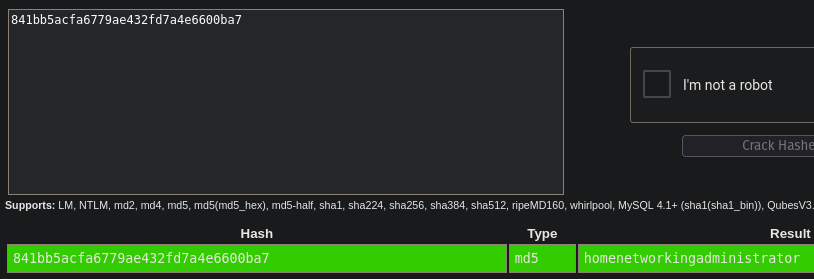 841bb5acfa6779ae432fd7a4e6600ba7
I'm not a robot
Crack Hashe
Supports: LM, NTLM, md2, md4, md5, md5(md5_hex), md5-half, sha1, sha224, sha256, sha384, sha512, ripeMD160, whirlpool, MySQL 4.1+ (sha1(sha1_bin)), QubesV3.
Hash Type Result
841bb5acfa6779ae432fd7a4e6600ba7 md5 homenetworkingadministrator